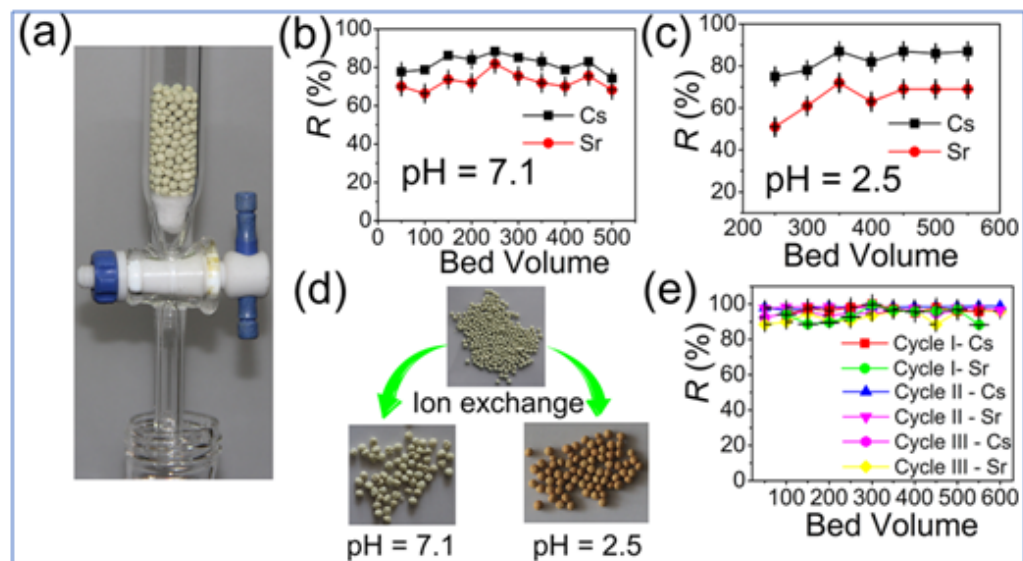 (a)
(b)
R (%)
100
80
60
40
20
0
Cs
Sr
pH = 7.1
0 100 200 300 400 500
Bed Volume
(c)
R (%)
100
80
60
40
20
Cs
Sr
pH = 2.5
200 300 400 500 600
Bed Volume
(d)
Ion exchange
pH = 7.1
pH = 2.5
(e)
R (%)
100
80
60
40
20
0
Cycle I- Cs
Cycle I- Sr
Cycle II - Cs
Cycle II - Sr
Cycle III - Cs
Cycle III - Sr
100 200 300 400 500 600
Bed Volume